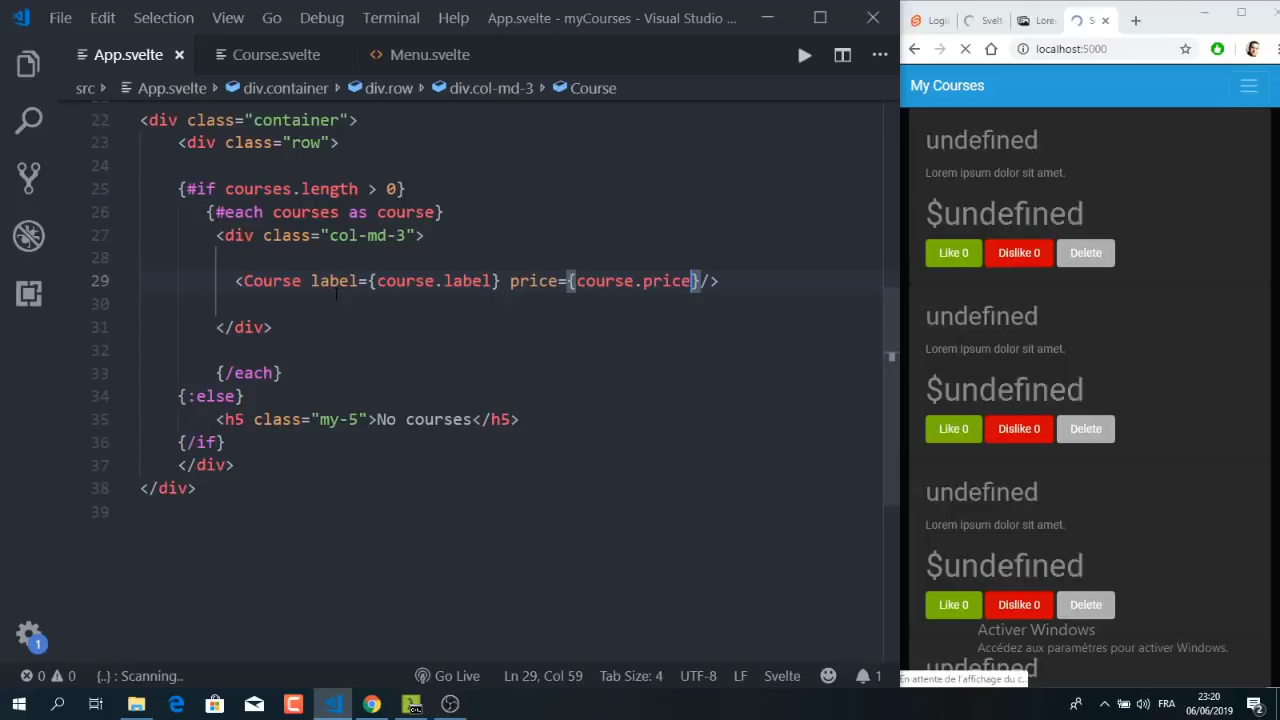 File Edit Selection View Go Debug Terminal Help App.svelte - myCourses - Visual Studio ...
App.svelte Course.svelte Menu.svelte
src App.svelte div.container div.row div.col-md-3 Course
22 <div class="container">
23 <div class="row">
24
25 {#if courses.length > 0}
26 {#each courses as course}
27 <div class="col-md-3">
28
29 <Course label={course.label} price={course.price}/>
30
31 </div>
32
33 {/each}
34 {:else}
35 <h5 class="my-5">No courses</h5>
36 {/if}
37 </div>
38 </div>
39
0 0 {..} : Scanning... Go Live Ln 29, Col 59 Tab Size: 4 UTF-8 LF Svelte 1
1
Logi Svelt Lore S
localhost:5000
My Courses
undefined
Lorem ipsum dolor sit amet.
$undefined
Like 0 Dislike 0 Delete
undefined
Lorem ipsum dolor sit amet.
$undefined
Like 0 Dislike 0 Delete
undefined
Lorem ipsum dolor sit amet.
$undefined
Like 0 Dislike 0 Delete
Activer Windows
Accédez aux paramètres pour activer Windows.
undefined
En attente de l'affichage du c...
FRA 23:20
06/06/2019 2